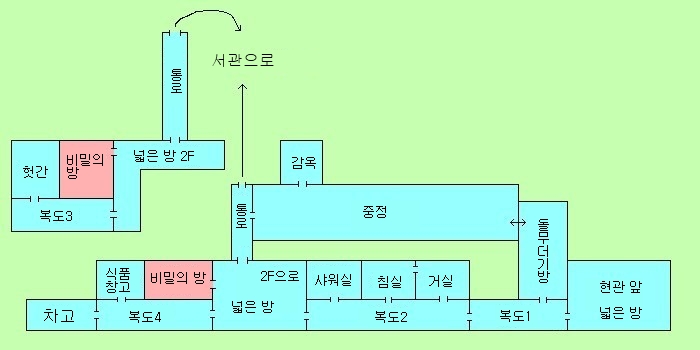 서관으로
통로
넓은 방 2F
비밀의
방
헛간
복도3
감옥
통로
중정
돌무더기방
식품
창고
비밀의 방
2F으로
넓은 방
샤워실
침실
거실
현관 앞
넓은 방
차고
복도4
복도2
복도1